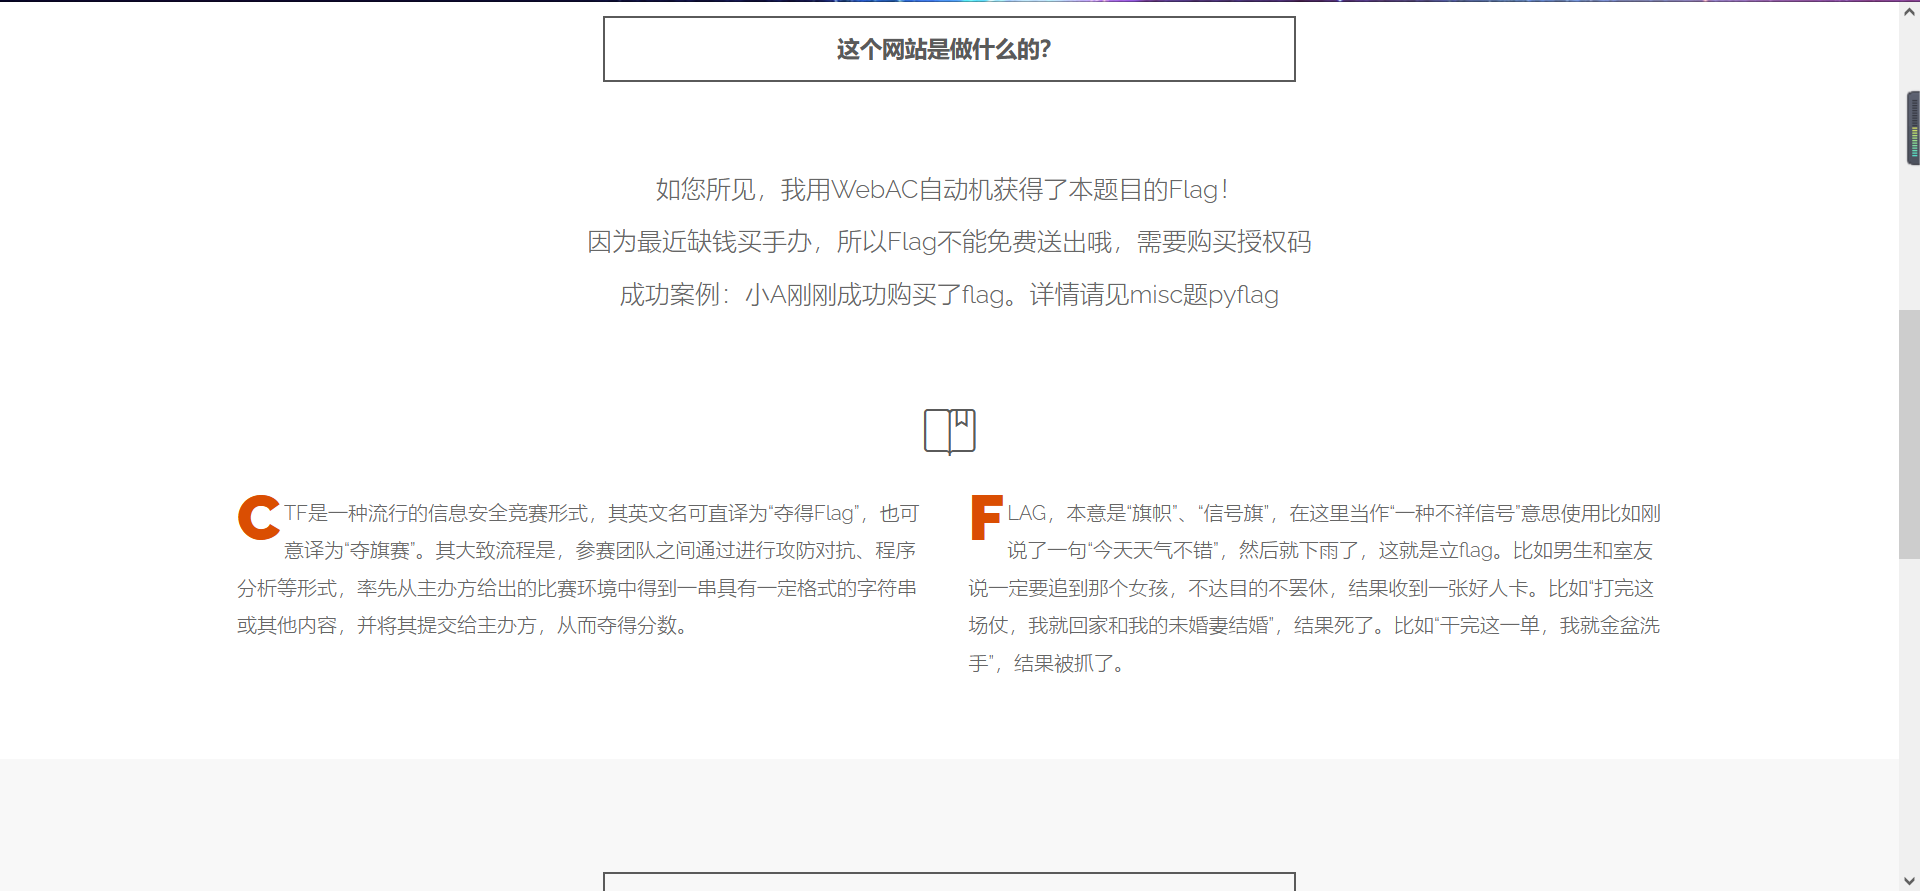 这个网站是做什么的?
如您所见，我用WebAC自动机获得了本题目的Flag！
因为最近缺钱买手办，所以Flag不能免费送出哦，需要购买授权码
成功案例：小A刚刚成功购买了flag。详情请见misc题pyflag
CTF是一种流行的信息安全竞赛形式，其英文名可直译为“夺得Flag”，也可
意译为“夺旗赛”。其大致流程是，参赛团队之间通过进行攻防对抗、程序
分析等形式，率先从主办方给出的比赛环境中得到一串具有一定格式的字符串
或其他内容，并将其提交给主办方，从而夺得分数。
FLAG，本意是“旗帜”、“信号旗”，在这里当作“一种不祥信号”意思使用比如刚
说了一句“今天天气不错”，然后就下雨了，这就是立flag。比如男生和室友
说一定要追到那个女孩，不达目的不罢休，结果收到一张好人卡。比如“打完这
场仗，我就回家和我的未婚妻结婚”，结果死了。比如“干完这一单，我就金盆洗
手”，结果被抓了。